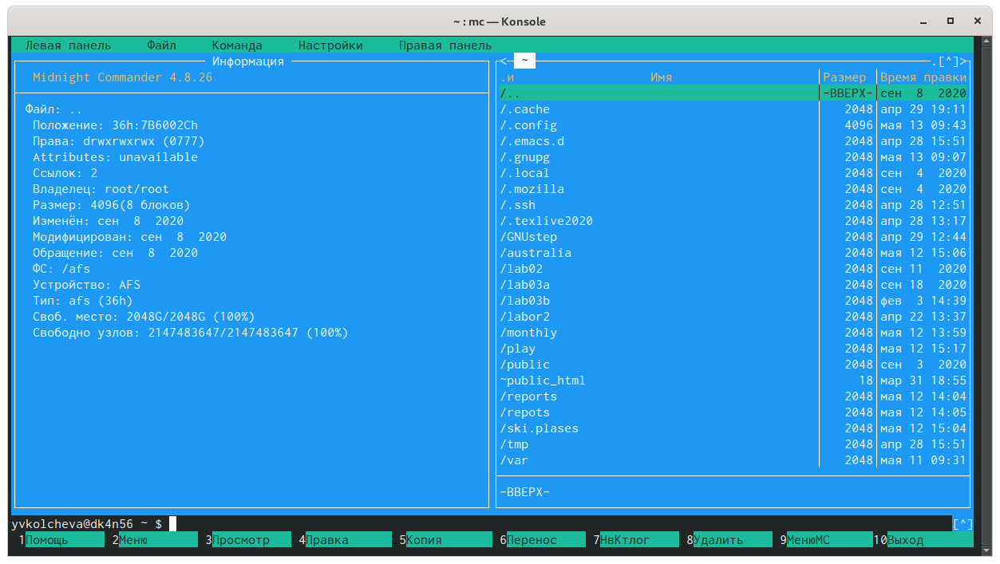 ~ : mc — Konsole
Левая панель Файл Команда Настройки Правая панель
Информация
Midnight Commander 4.8.26
Файл: ..
Положение: 36h:7B6002Ch
Права: drwxrwxrwx (0777)
Attributes: unavailable
Ссылок: 2
Владелец: root/root
Размер: 4096(8 блоков)
Изменён: сен 8 2020
Модифицирован: сен 8 2020
Обращение: сен 8 2020
ФС: /afs
Устройство: AFS
Тип: afs (36h)
Своб. место: 2048G/2048G (100%)
Свободно узлов: 2147483647/2147483647 (100%)
<─ ~ .[^]>
.и Имя Размер Время правки
/.. -ВВЕРХ- сен 8 2020
/.cache 2048 апр 29 19:11
/.config 4096 мая 13 09:43
/.emacs.d 2048 апр 28 15:51
/.gnupg 2048 мая 13 09:07
/.local 2048 сен 4 2020
/.mozilla 2048 сен 4 2020
/.ssh 2048 апр 28 12:51
/.texlive2020 2048 апр 28 13:17
/GNUstep 2048 апр 29 12:44
/australia 2048 мая 12 15:06
/lab02 2048 сен 11 2020
/lab03a 2048 сен 18 2020
/lab03b 2048 фев 3 14:39
/labor2 2048 апр 22 13:37
/monthly 2048 мая 12 13:59
/play 2048 мая 12 15:17
/public 2048 сен 3 2020
~public_html 18 мар 31 18:55
/reports 2048 мая 12 14:04
/repots 2048 мая 12 14:05
/ski.plases 2048 мая 12 15:04
/tmp 2048 апр 28 15:51
/var 2048 мая 11 09:31
-ВВЕРХ-
yvkolcheva@dk4n56 ~ $ [^]
1Помощь 2Меню 3Просмотр 4Правка 5Копия 6Перенос 7НвКтлог 8Удалить 9МенюМС 10Выход